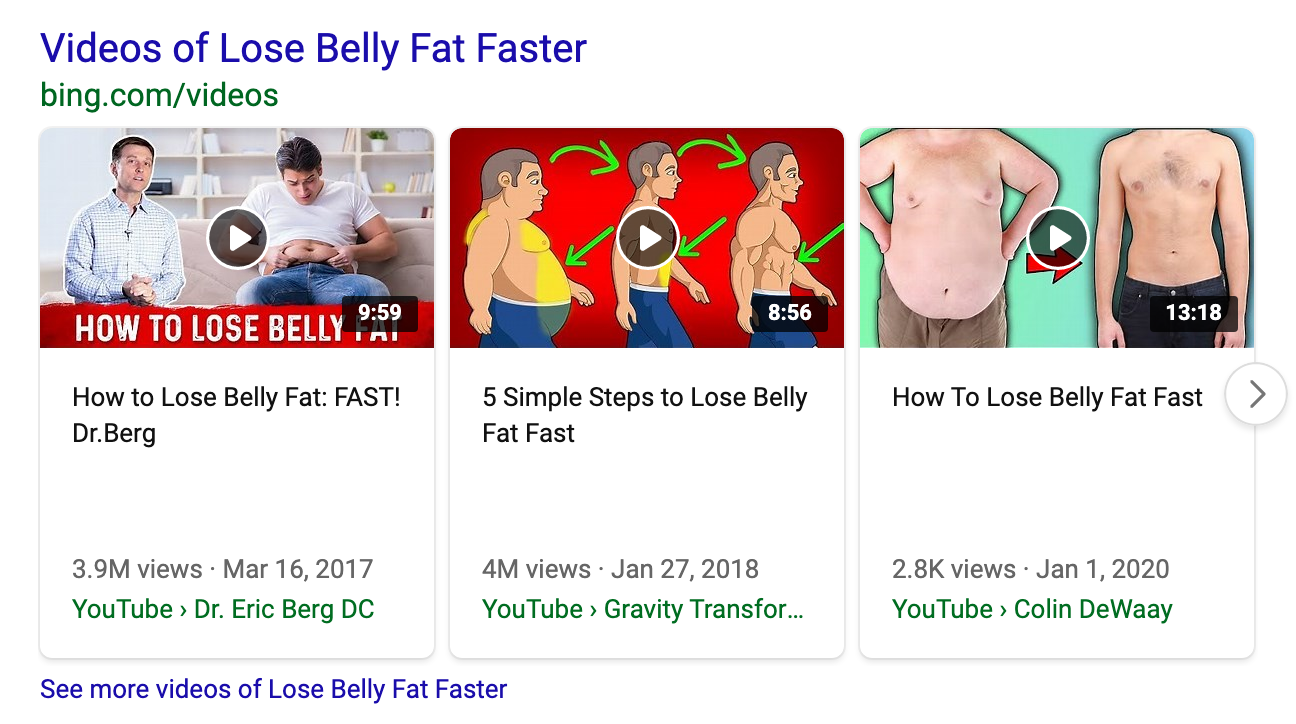 Videos of Lose Belly Fat Faster
bing.com/videos
HOW TO LOSE BELLY FAT
9:59
8:56
13:18
How to Lose Belly Fat: FAST!
Dr.Berg
3.9M views · Mar 16, 2017
YouTube › Dr. Eric Berg DC
5 Simple Steps to Lose Belly
Fat Fast
4M views · Jan 27, 2018
YouTube › Gravity Transfor...
How To Lose Belly Fat Fast
2.8K views · Jan 1, 2020
YouTube › Colin DeWaay
See more videos of Lose Belly Fat Faster